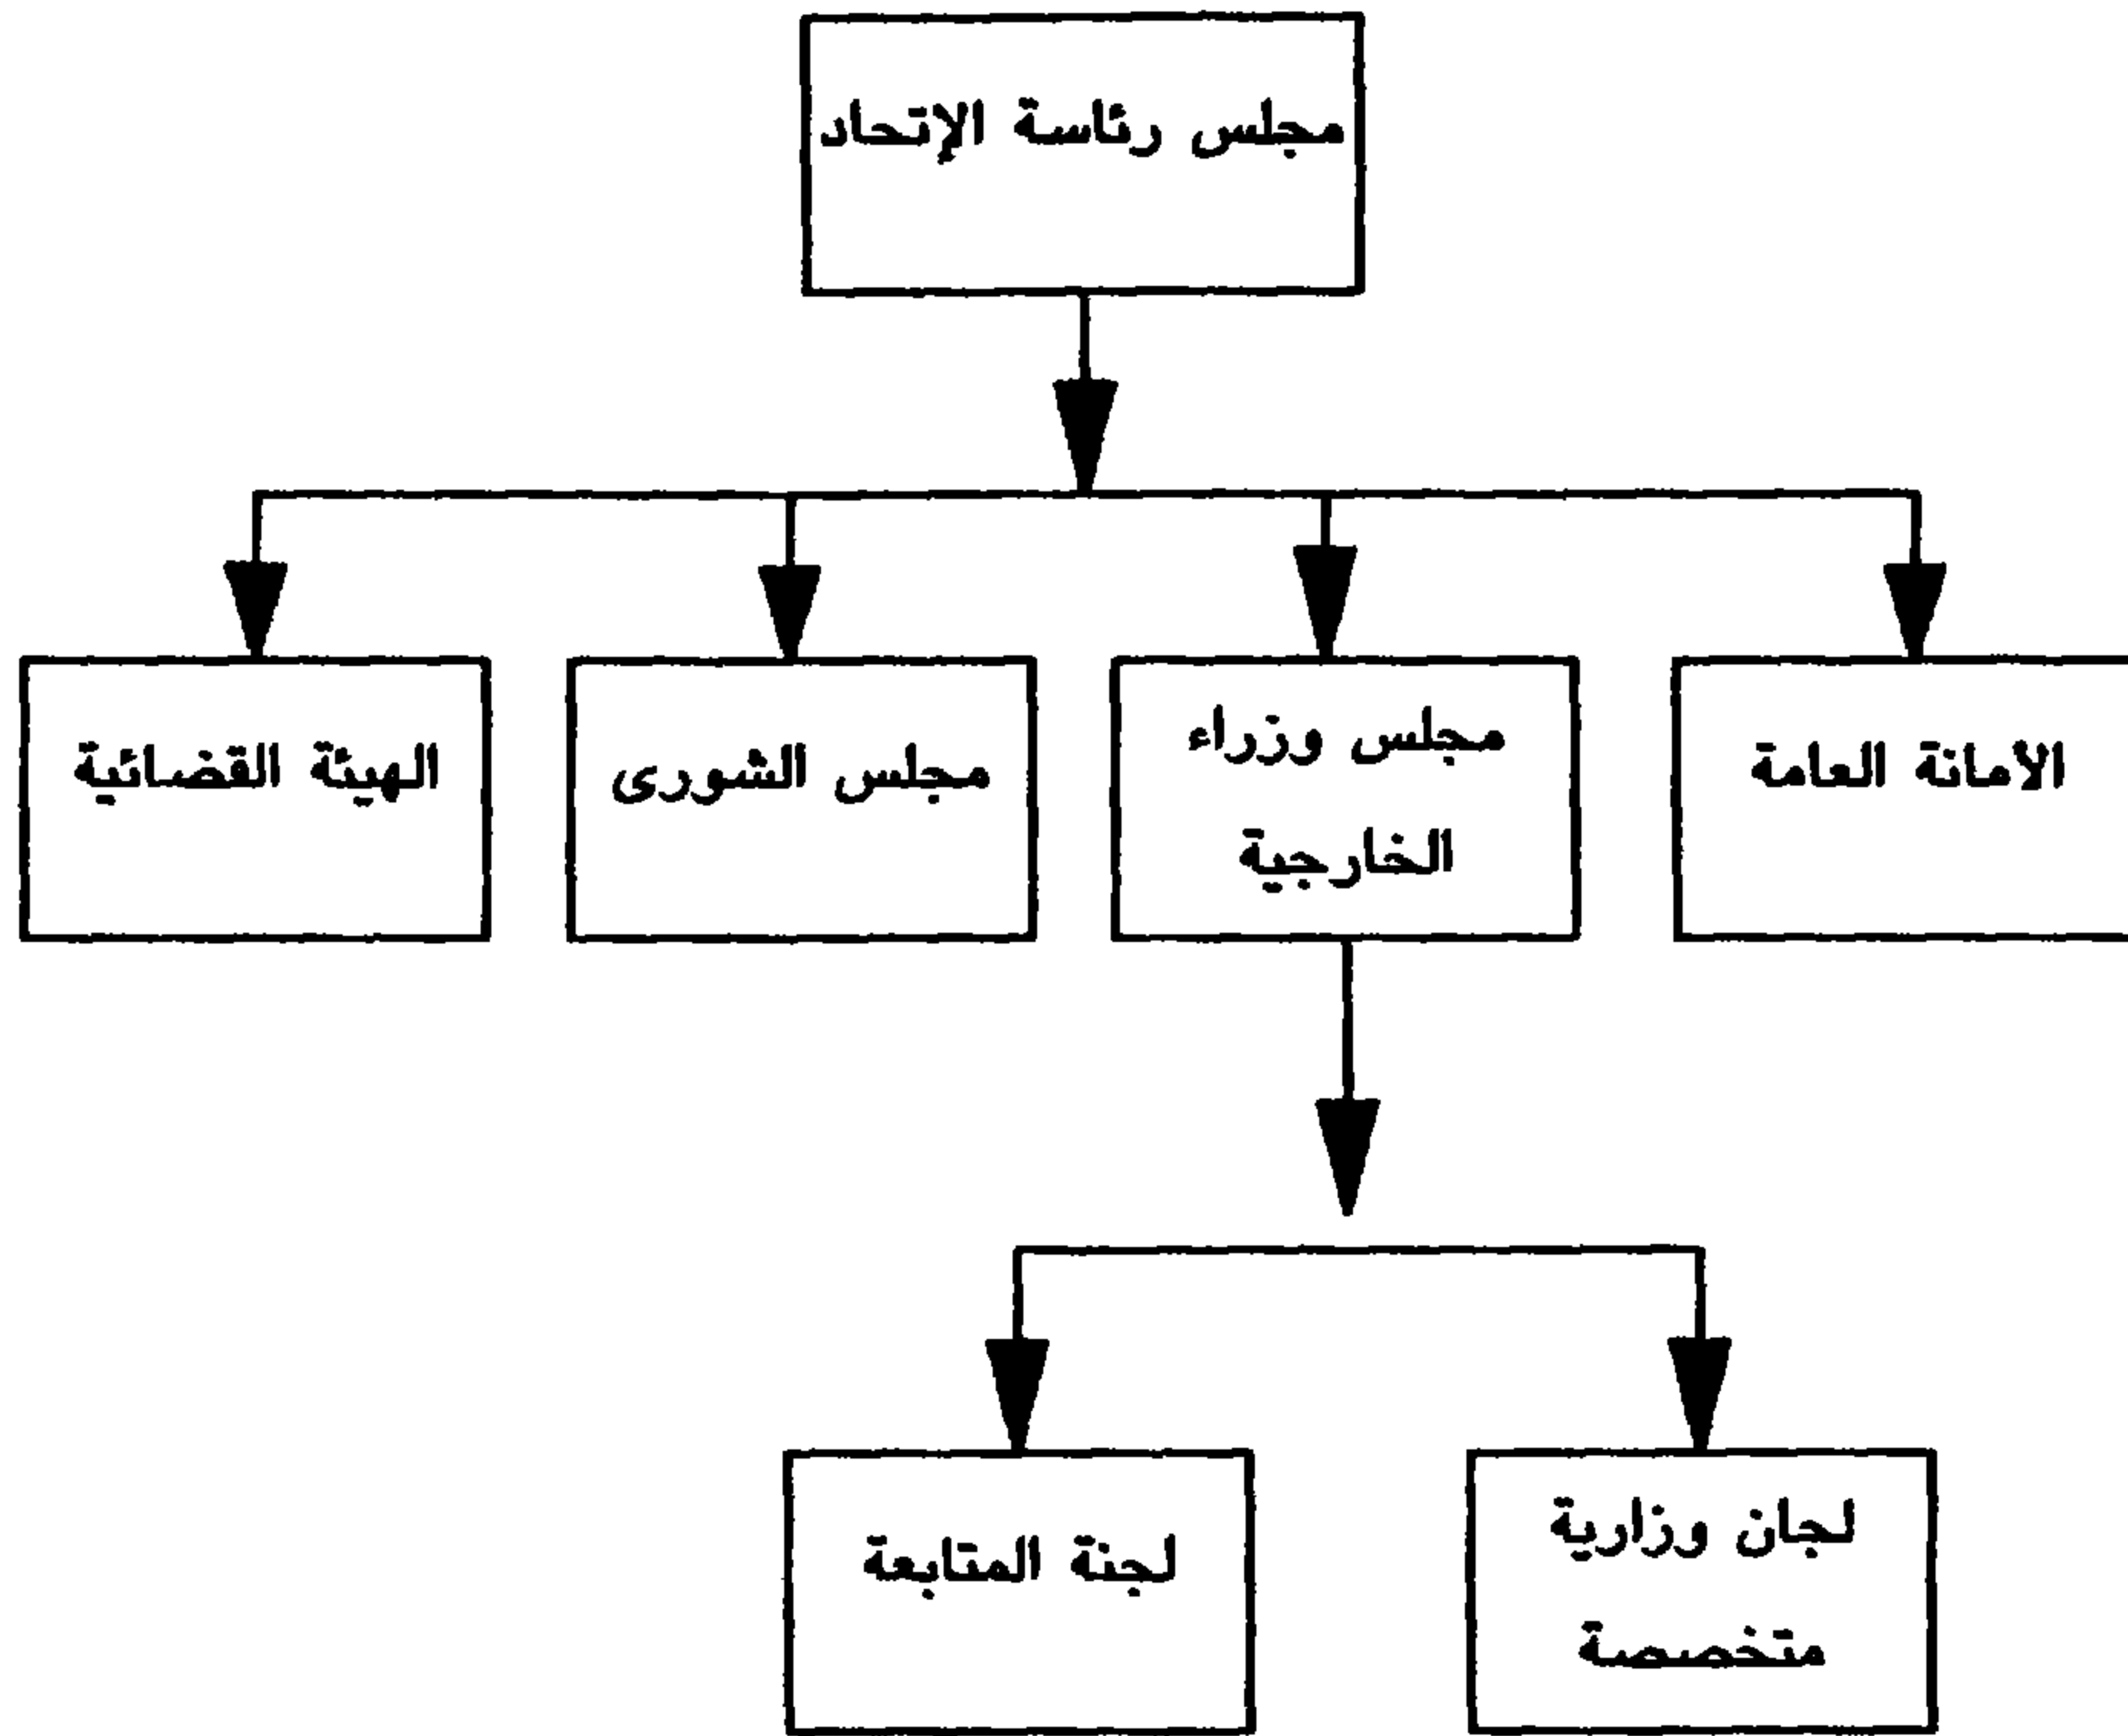 مجلس رئاسة الإتحاد
الأمانة العامة
مجلس وزراء
الخارجية
مجلس الشورى
الهيئة القضائية
لجان وزارية
متخصصة
لجنة المتابعة